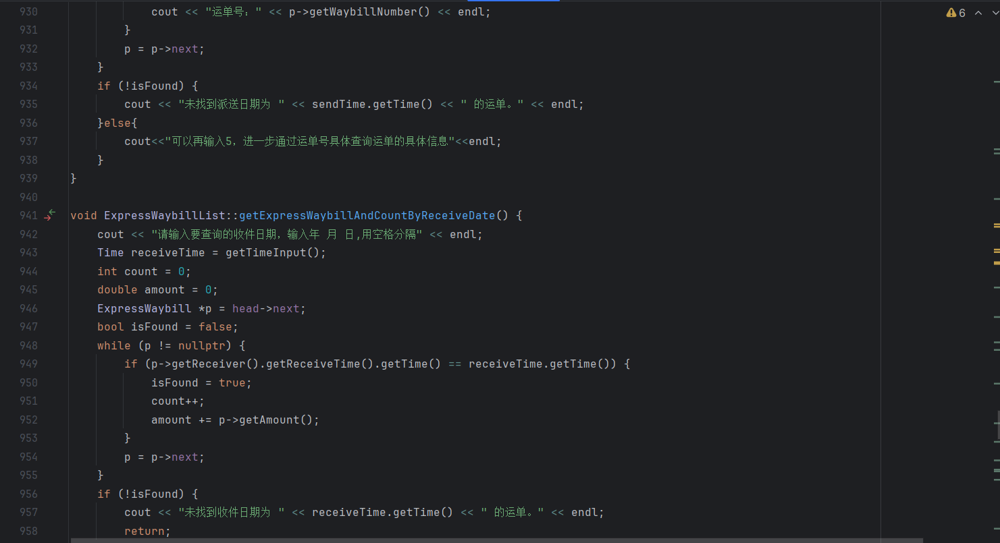 930 cout << "运单号：" << p->getWaybillNumber() << endl;
6
931 }
932 p = p->next;
933 }
934 if (!isFound) {
935 cout << "未找到派送日期为 " << sendTime.getTime() << " 的运单。" << endl;
936 }else{
937 cout<<"可以再输入5，进一步通过运单号具体查询运单的具体信息"<<endl;
938 }
939 }
940
941 void ExpressWaybillList::getExpressWaybillAndCountByReceiveDate() {
942 cout << "请输入要查询的收件日期，输入年 月 日,用空格分隔" << endl;
943 Time receiveTime = getTimeInput();
944 int count = 0;
945 double amount = 0;
946 ExpressWaybill *p = head->next;
947 bool isFound = false;
948 while (p != nullptr) {
949 if (p->getReceiver().getReceiveTime().getTime() == receiveTime.getTime()) {
950 isFound = true;
951 count++;
952 amount += p->getAmount();
953 }
954 p = p->next;
955 }
956 if (!isFound) {
957 cout << "未找到收件日期为 " << receiveTime.getTime() << " 的运单。" << endl;
958 return;